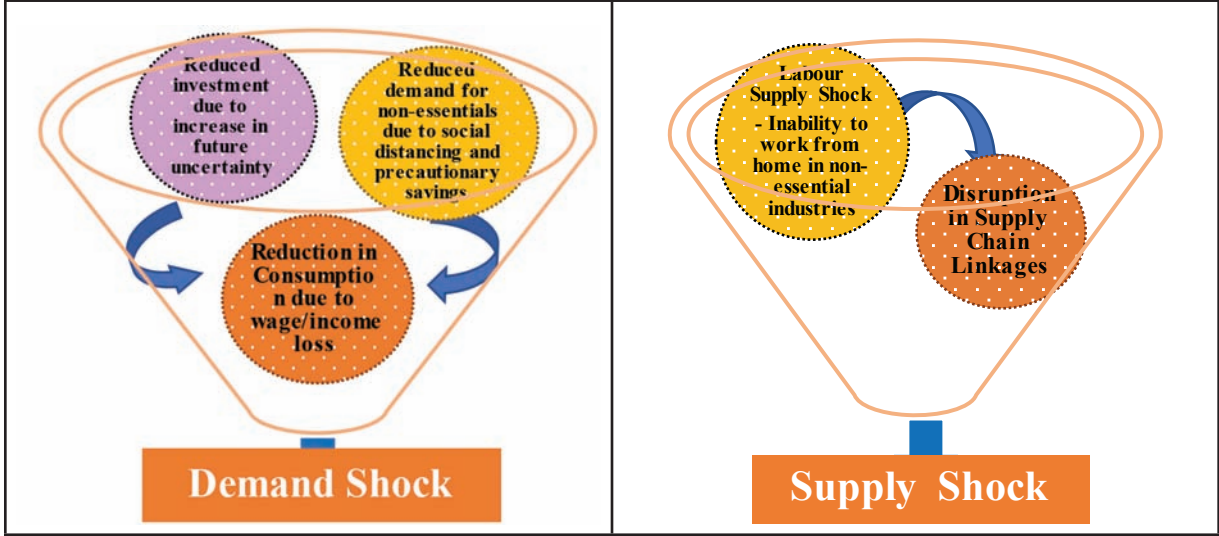 Reduced
investment
due to
increase in
future
uncertainty
Reduced
demand for
non-essentials
due to social
distancing and
precautionary
savings
Reduction in
Consumptio
n due to
wage/income
loss
Demand Shock
Labour
Supply Shock
- Inability to
work from
home in non-
essential
industries
Disruption
in Supply
Chain
Linkages
Supply Shock